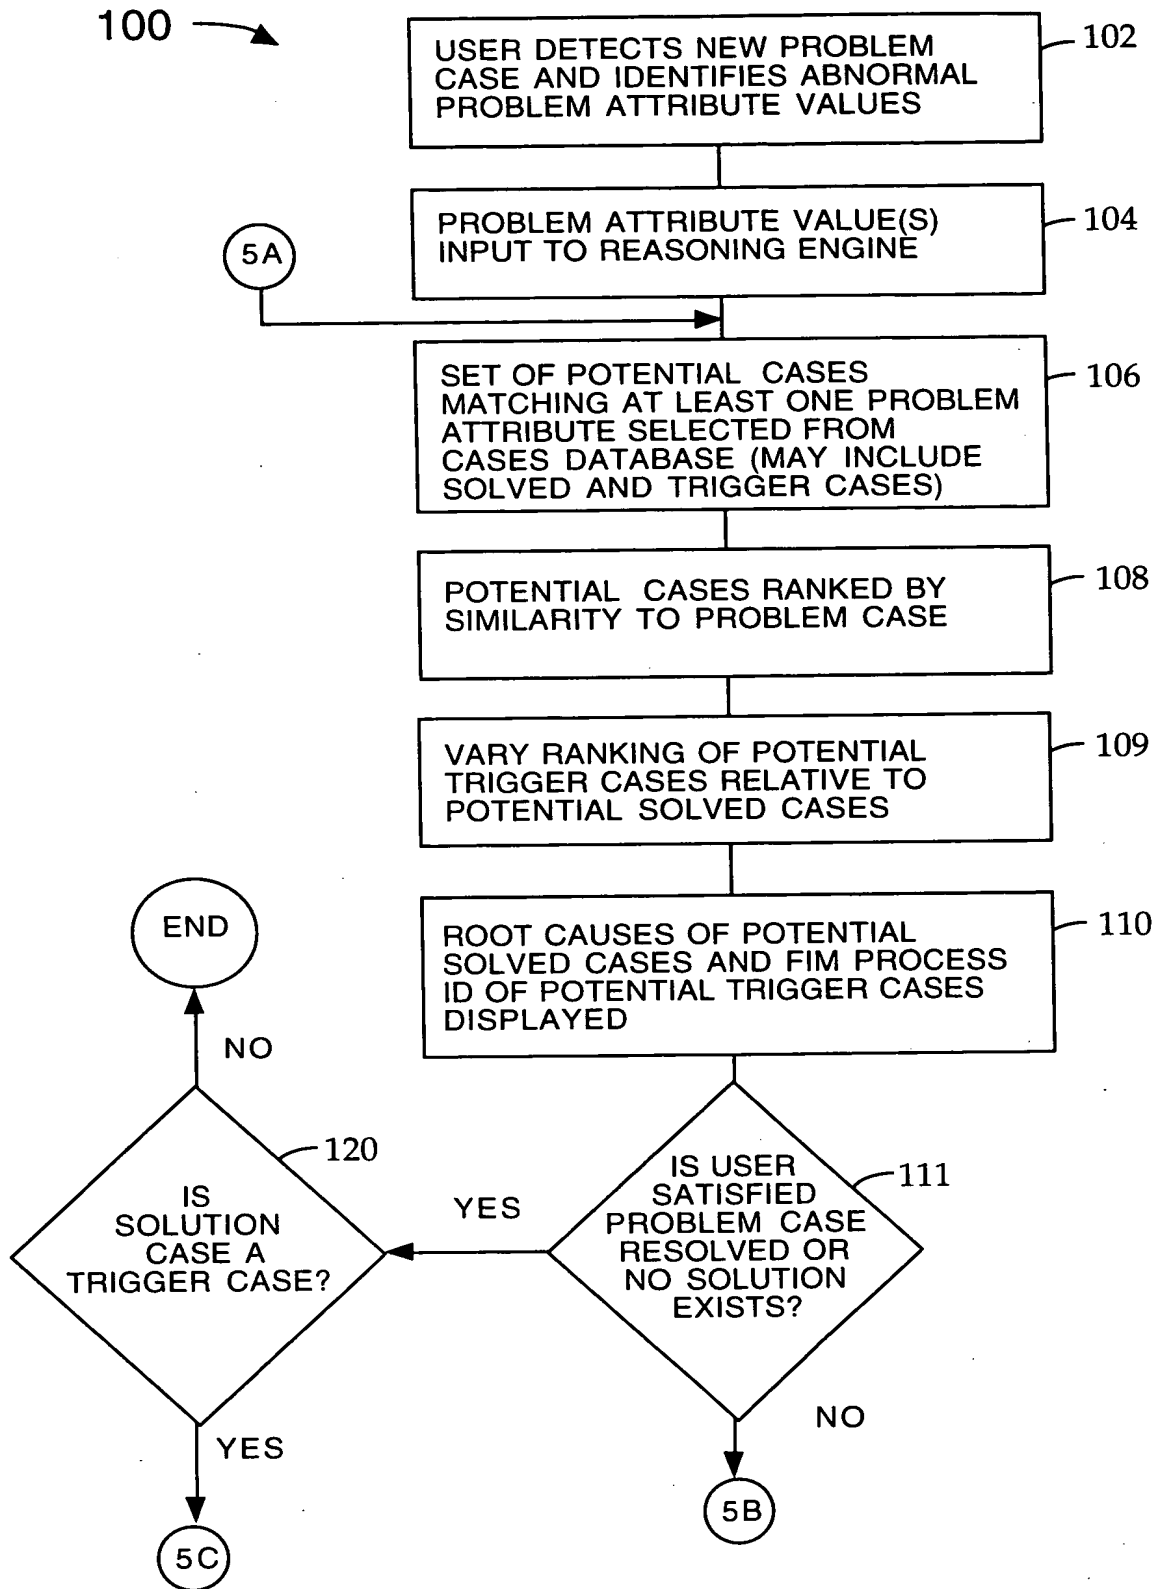 100
USER DETECTS NEW PROBLEM
CASE AND IDENTIFIES ABNORMAL
PROBLEM ATTRIBUTE VALUES
102
PROBLEM ATTRIBUTE VALUE(S)
INPUT TO REASONING ENGINE
104
5A
SET OF POTENTIAL CASES
MATCHING AT LEAST ONE PROBLEM
ATTRIBUTE SELECTED FROM
CASES DATABASE (MAY INCLUDE
SOLVED AND TRIGGER CASES)
106
POTENTIAL CASES RANKED BY
SIMILARITY TO PROBLEM CASE
108
VARY RANKING OF POTENTIAL
TRIGGER CASES RELATIVE TO
POTENTIAL SOLVED CASES
109
ROOT CAUSES OF POTENTIAL
SOLVED CASES AND FIM PROCESS
ID OF POTENTIAL TRIGGER CASES
DISPLAYED
110
IS USER
SATISFIED
PROBLEM CASE
RESOLVED OR
NO SOLUTION
EXISTS?
111
YES
NO
5B
IS
SOLUTION
CASE A
TRIGGER CASE?
120
NO
END
YES
5C